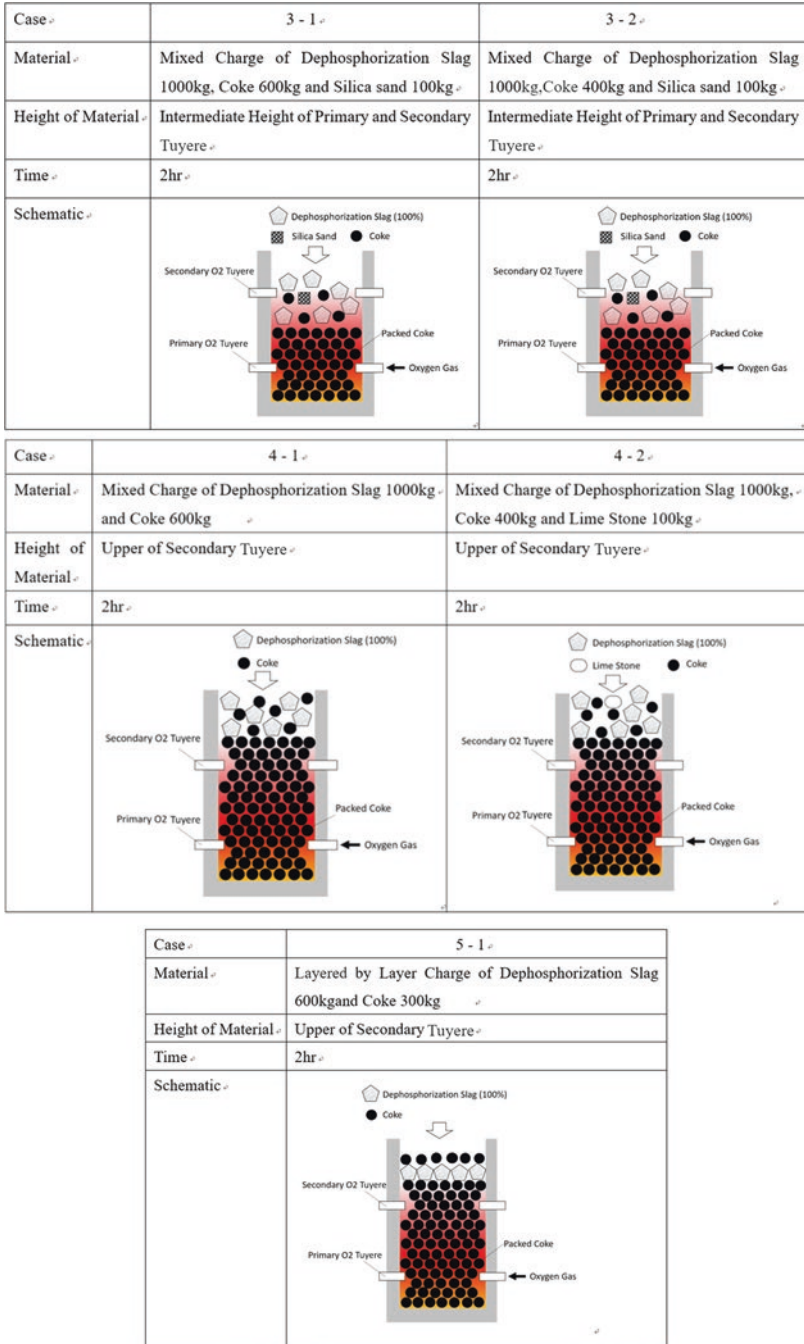 Case 3 - 1 3 - 2
Material Mixed Charge of Dephosphorization Slag Mixed Charge of Dephosphorization Slag
1000kg, Coke 600kg and Silica sand 100kg 1000kg,Coke 400kg and Silica sand 100kg
Height of Material Intermediate Height of Primary and Secondary Intermediate Height of Primary and Secondary
Tuyere Tuyere
Time 2hr 2hr
Schematic
Dephosphorization Slag (100%)
Silica Sand Coke
Secondary O2 Tuyere
Packed Coke
Primary O2 Tuyere
Oxygen Gas
Dephosphorization Slag (100%)
Silica Sand Coke
Secondary O2 Tuyere
Packed Coke
Primary O2 Tuyere
Oxygen Gas
Case 4 - 1 4 - 2
Material Mixed Charge of Dephosphorization Slag 1000kg Mixed Charge of Dephosphorization Slag 1000kg,
and Coke 600kg Coke 400kg and Lime Stone 100kg
Height of Upper of Secondary Tuyere Upper of Secondary Tuyere
Material
Time 2hr 2hr
Schematic
Dephosphorization Slag (100%)
Coke
Secondary O2 Tuyere
Packed Coke
Primary O2 Tuyere
Oxygen Gas
Dephosphorization Slag (100%)
Lime Stone Coke
Secondary O2 Tuyere
Packed Coke
Primary O2 Tuyere
Oxygen Gas
Case 5 - 1
Material Layered by Layer Charge of Dephosphorization Slag
600kgand Coke 300kg
Height of Material Upper of Secondary Tuyere
Time 2hr
Schematic
Dephosphorization Slag (100%)
Coke
Secondary O2 Tuyere
Packed Coke
Primary O2 Tuyere
Oxygen Gas